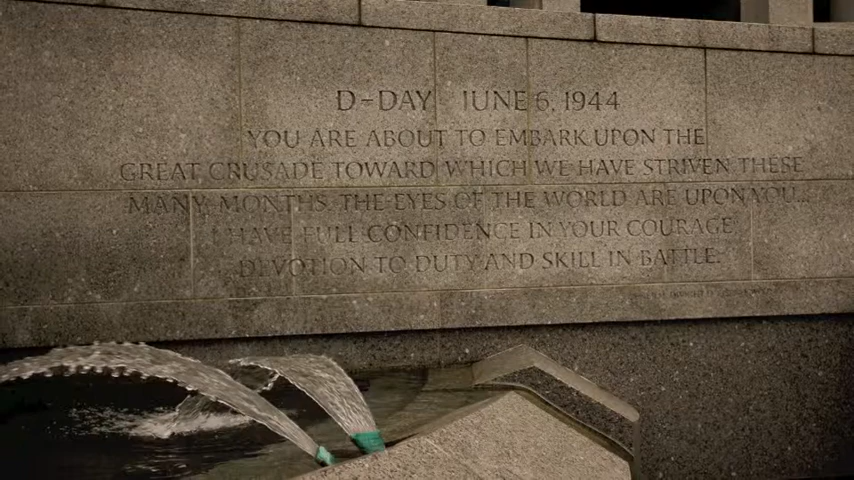 D-DAY JUNE 6, 1944
YOU ARE ABOUT TO EMBARK UPON THE
GREAT CRUSADE TOWARD WHICH WE HAVE STRIVEN THESE
MANY MONTHS. THE EYES OF THE WORLD ARE UPON YOU...
I HAVE FULL CONFIDENCE IN YOUR COURAGE
DEVOTION TO DUTY AND SKILL IN BATTLE.